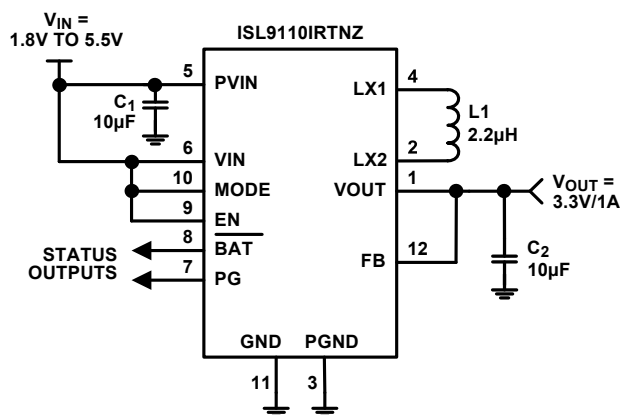 V_IN =
1.8V TO 5.5V
ISL9110IRTNZ
5
PVIN
C1
10µF
6
VIN
10
MODE
9
EN
8
BAT
7
PG
STATUS
OUTPUTS
LX1
4
L1
2.2µH
LX2
2
VOUT
1
V_OUT =
3.3V/1A
FB
12
C2
10µF
GND
PGND
11
3